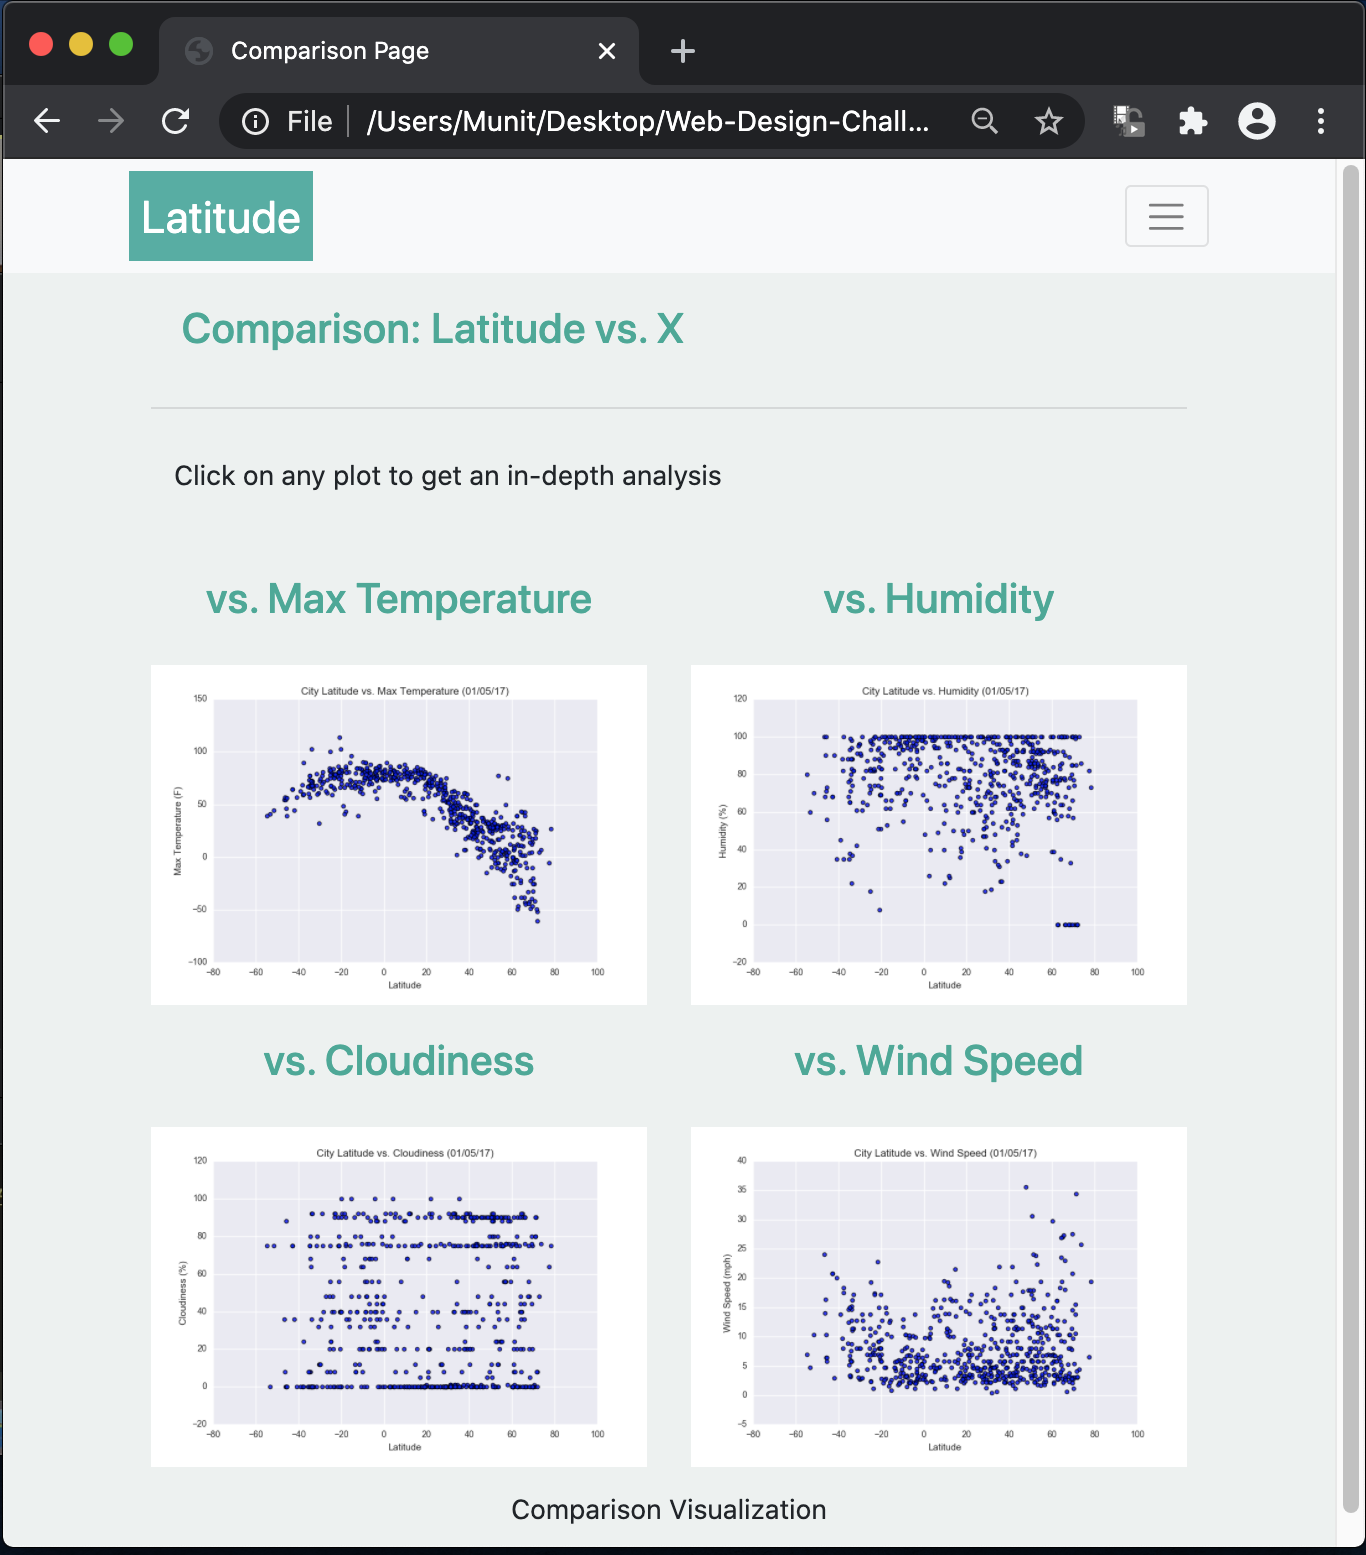 Comparison Page
File
/Users/Munit/Desktop/Web-Design-Chall...
Latitude
Comparison: Latitude vs. X
Click on any plot to get an in-depth analysis
vs. Max Temperature
City Latitude vs. Max Temperature (01/05/17)
150
100
50
0
−50
−100
Max Temperature (F)
−80 −60 −40 −20 0 20 40 60 80 100
Latitude
vs. Humidity
City Latitude vs. Humidity (01/05/17)
120
100
80
60
40
20
0
−20
Humidity (%)
−80 −60 −40 −20 0 20 40 60 80 100
Latitude
vs. Cloudiness
City Latitude vs. Cloudiness (01/05/17)
120
100
80
60
40
20
0
−20
Cloudiness (%)
−80 −60 −40 −20 0 20 40 60 80 100
Latitude
vs. Wind Speed
City Latitude vs. Wind Speed (01/05/17)
40
35
30
25
20
15
10
5
0
−5
Wind Speed (mph)
−80 −60 −40 −20 0 20 40 60 80 100
Latitude
Comparison Visualization